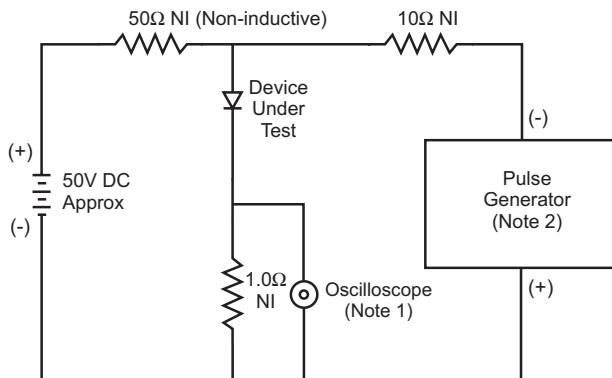 50Ω NI (Non-inductive)
10Ω NI
Device
Under
Test
(-)
(+)
50V DC
Approx
(-)
Pulse
Generator
(Note 2)
1.0Ω
NI
Oscilloscope
(Note 1)
(+)